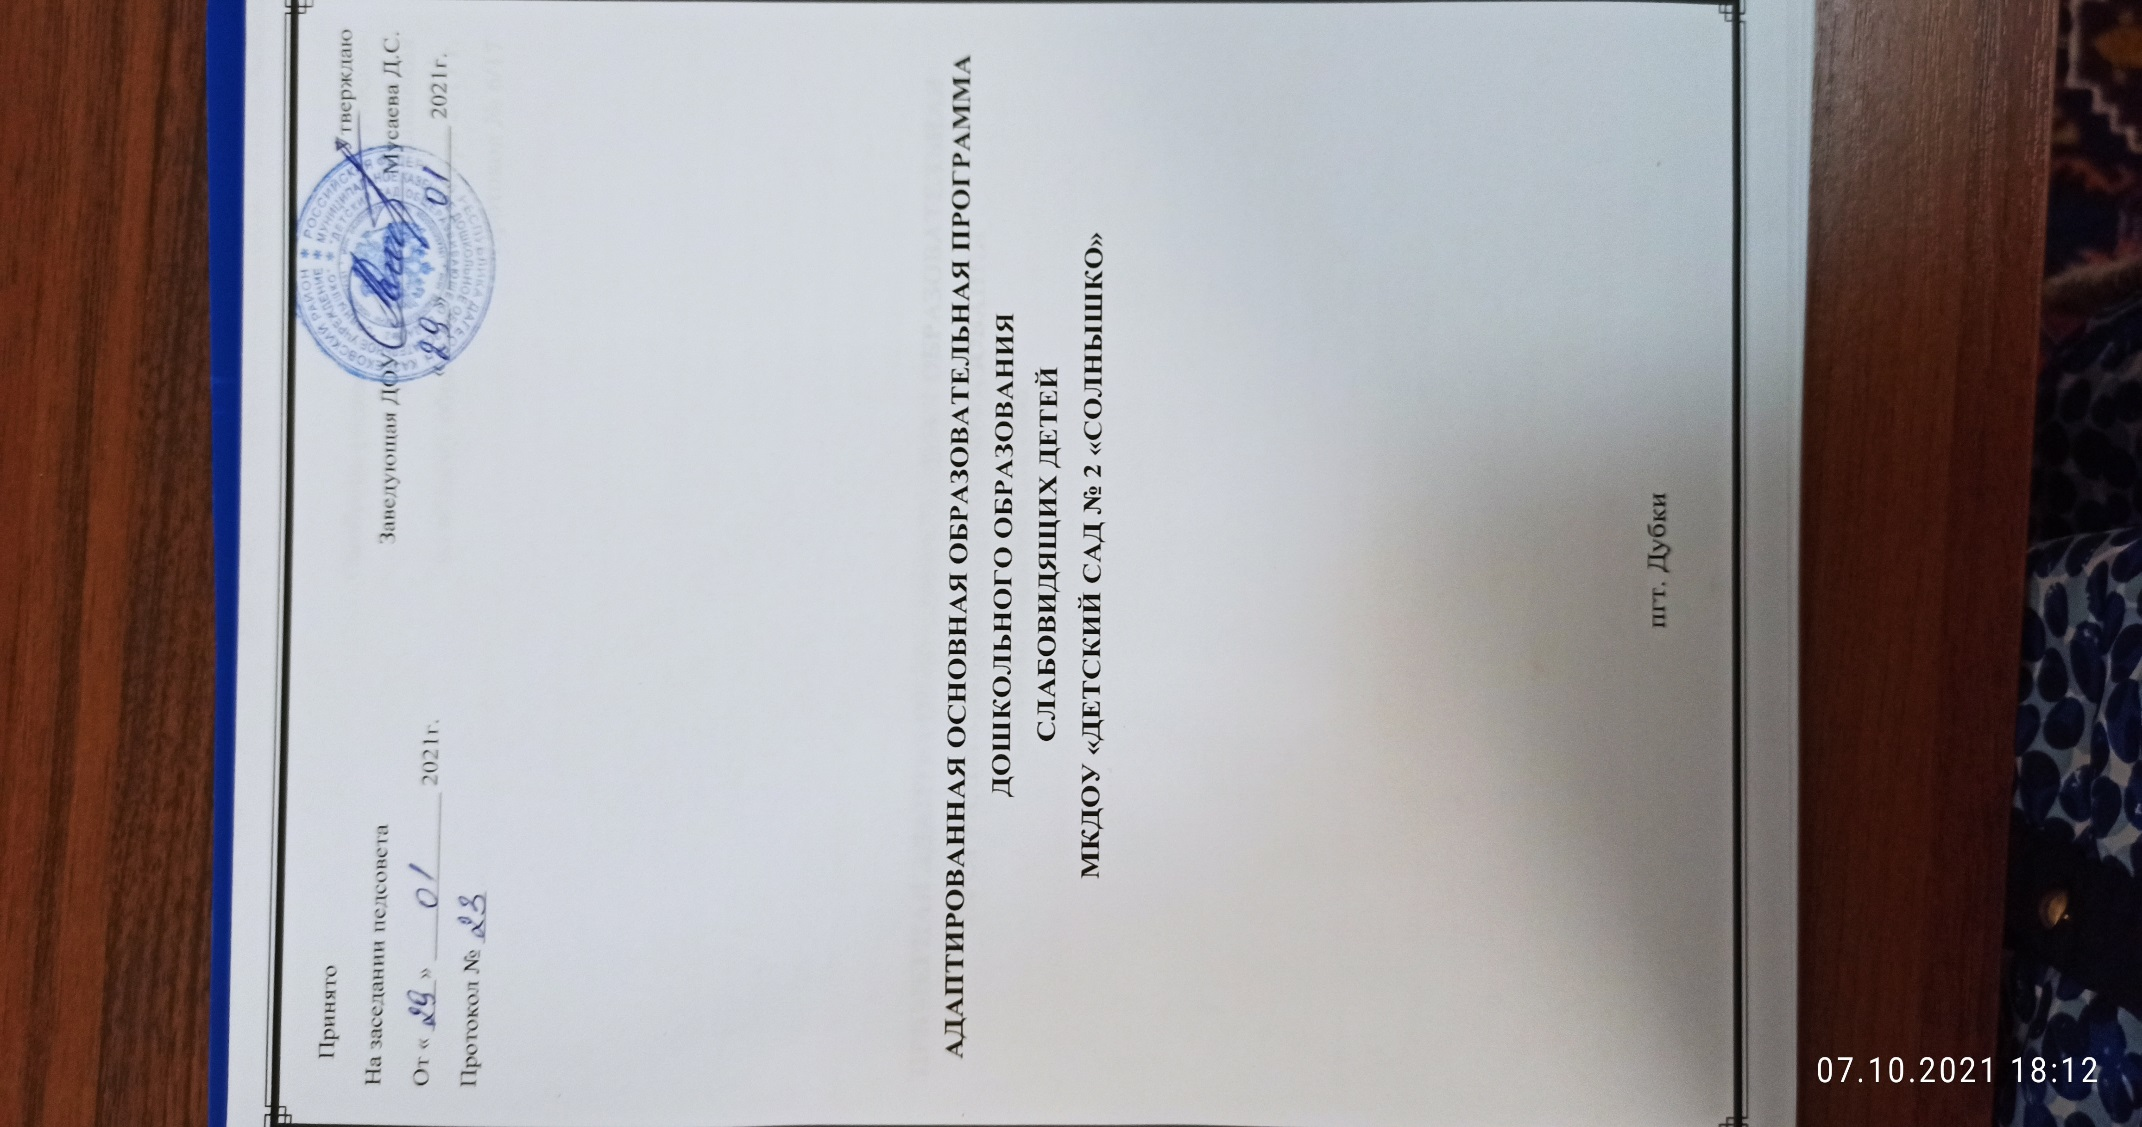 Принято
На заседании педсовета
От « 29 » 01 2021г.
Протокол № 23
Утверждаю
Заведующая ДОУ Мусаева Д.С.
« 29 » 01 2021г.
АДАПТИРОВАННАЯ ОСНОВНАЯ ОБРАЗОВАТЕЛЬНАЯ ПРОГРАММА
ДОШКОЛЬНОГО ОБРАЗОВАНИЯ
СЛАБОВИДЯЩИХ ДЕТЕЙ
МКДОУ «ДЕТСКИЙ САД № 2 «СОЛНЫШКО»
пгт. Дубки
07.10.2021 18:12